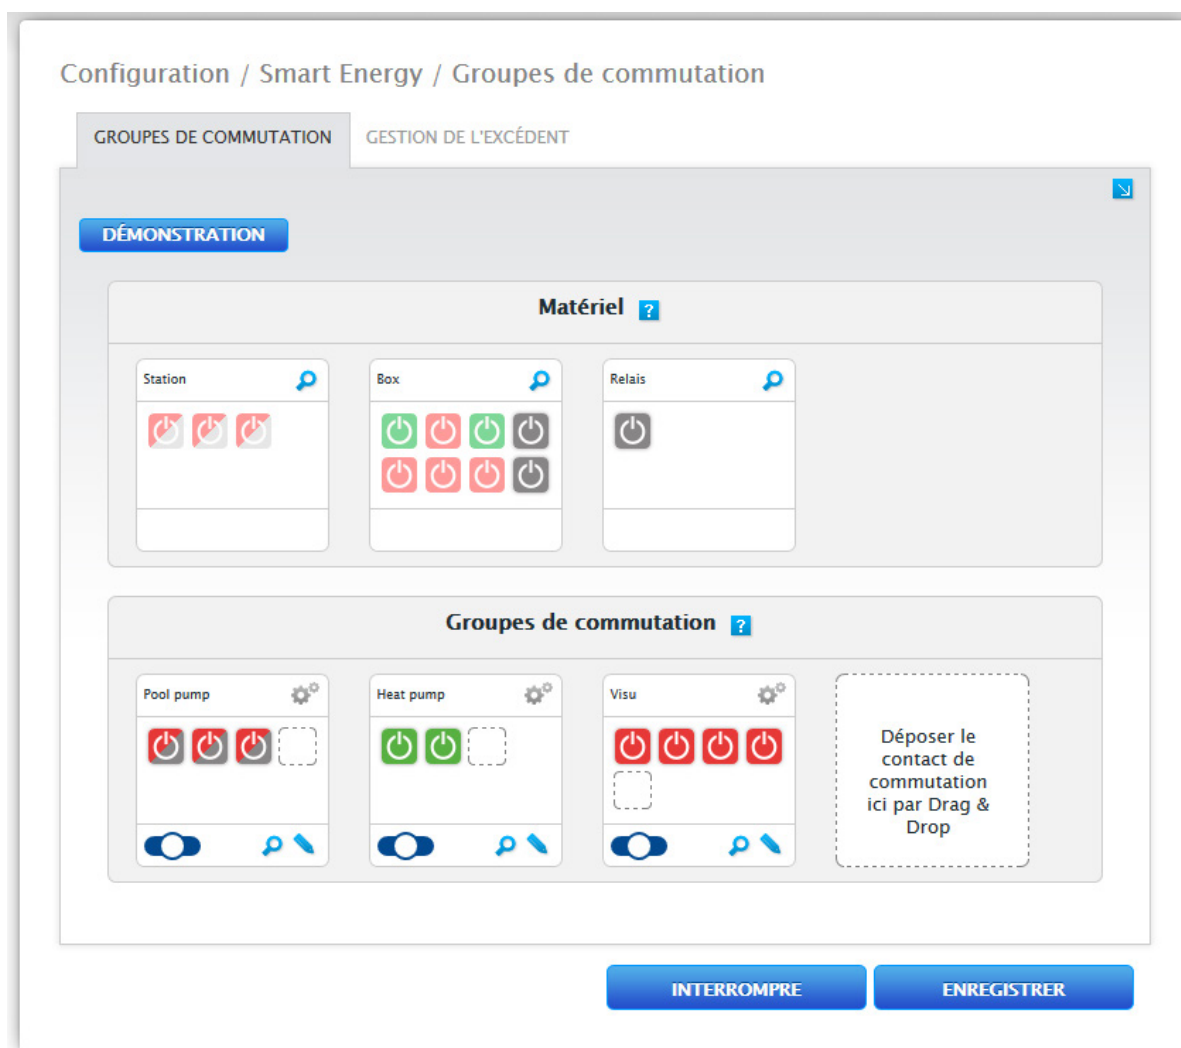 Configuration / Smart Energy / Groupes de commutation
GROUPES DE COMMUTATION
GESTION DE L'EXCÉDENT
DÉMONSTRATION
Matériel ?
Station
Box
Relais
Groupes de commutation ?
Pool pump
Heat pump
Visu
Déposer le
contact de
commutation
ici par Drag &
Drop
INTERROMPRE
ENREGISTRER